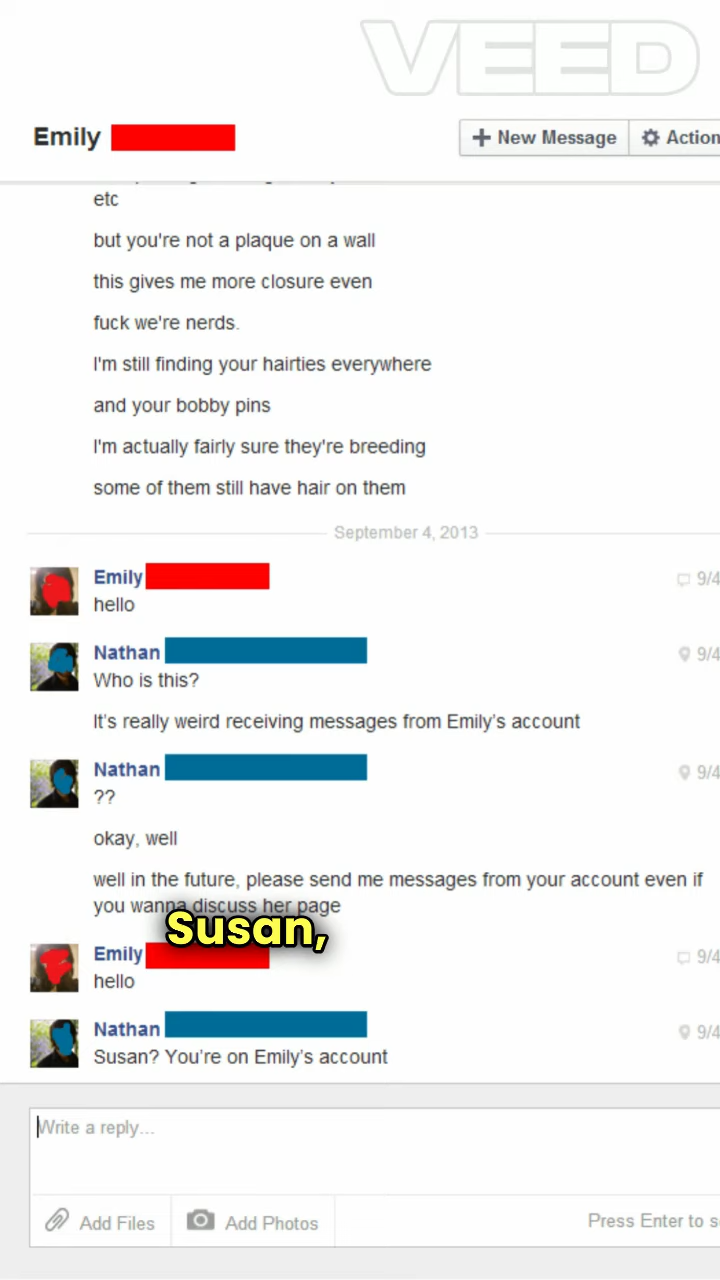 VEED
Emily
New Message
Action
etc
but you're not a plaque on a wall
this gives me more closure even
fuck we're nerds.
I'm still finding your hairties everywhere
and your bobby pins
I'm actually fairly sure they're breeding
some of them still have hair on them
September 4, 2013
Emily
9/4
hello
Nathan
9/4
Who is this?
It's really weird receiving messages from Emily's account
Nathan
9/4
??
okay, well
well in the future, please send me messages from your account even if
you wanna discuss her page
Susan,
Emily
9/4
hello
Nathan
9/4
Susan? You're on Emily's account
Write a reply...
Add Files
Add Photos
Press Enter to s